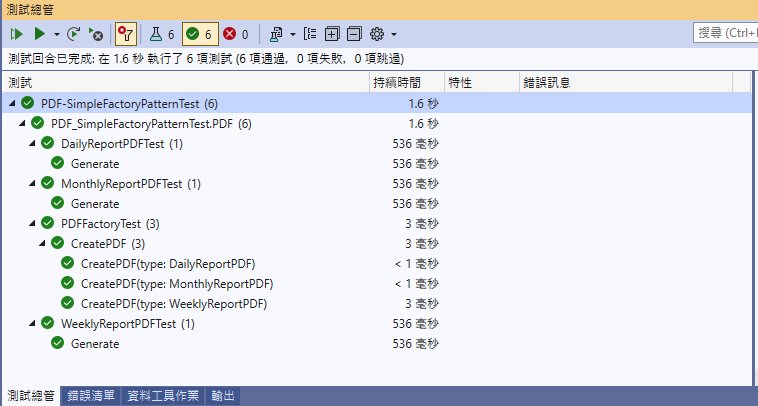 測試總管
6 6 0
搜尋 (Ctrl+I
測試回合已完成: 在 1.6 秒 執行了 6 項測試 (6 項通過, 0 項失敗, 0 項跳過)
測試 持續時間 特性 錯誤訊息
PDF-SimpleFactoryPatternTest (6) 1.6 秒
PDF_SimpleFactoryPatternTest.PDF (6) 1.6 秒
DailyReportPDFTest (1) 536 毫秒
Generate 536 毫秒
MonthlyReportPDFTest (1) 536 毫秒
Generate 536 毫秒
PDFFactoryTest (3) 3 毫秒
CreatePDF (3) 3 毫秒
CreatePDF(type: DailyReportPDF) < 1 毫秒
CreatePDF(type: MonthlyReportPDF) < 1 毫秒
CreatePDF(type: WeeklyReportPDF) 3 毫秒
WeeklyReportPDFTest (1) 536 毫秒
Generate 536 毫秒
測試總管 錯誤清單 資料工具作業 輸出